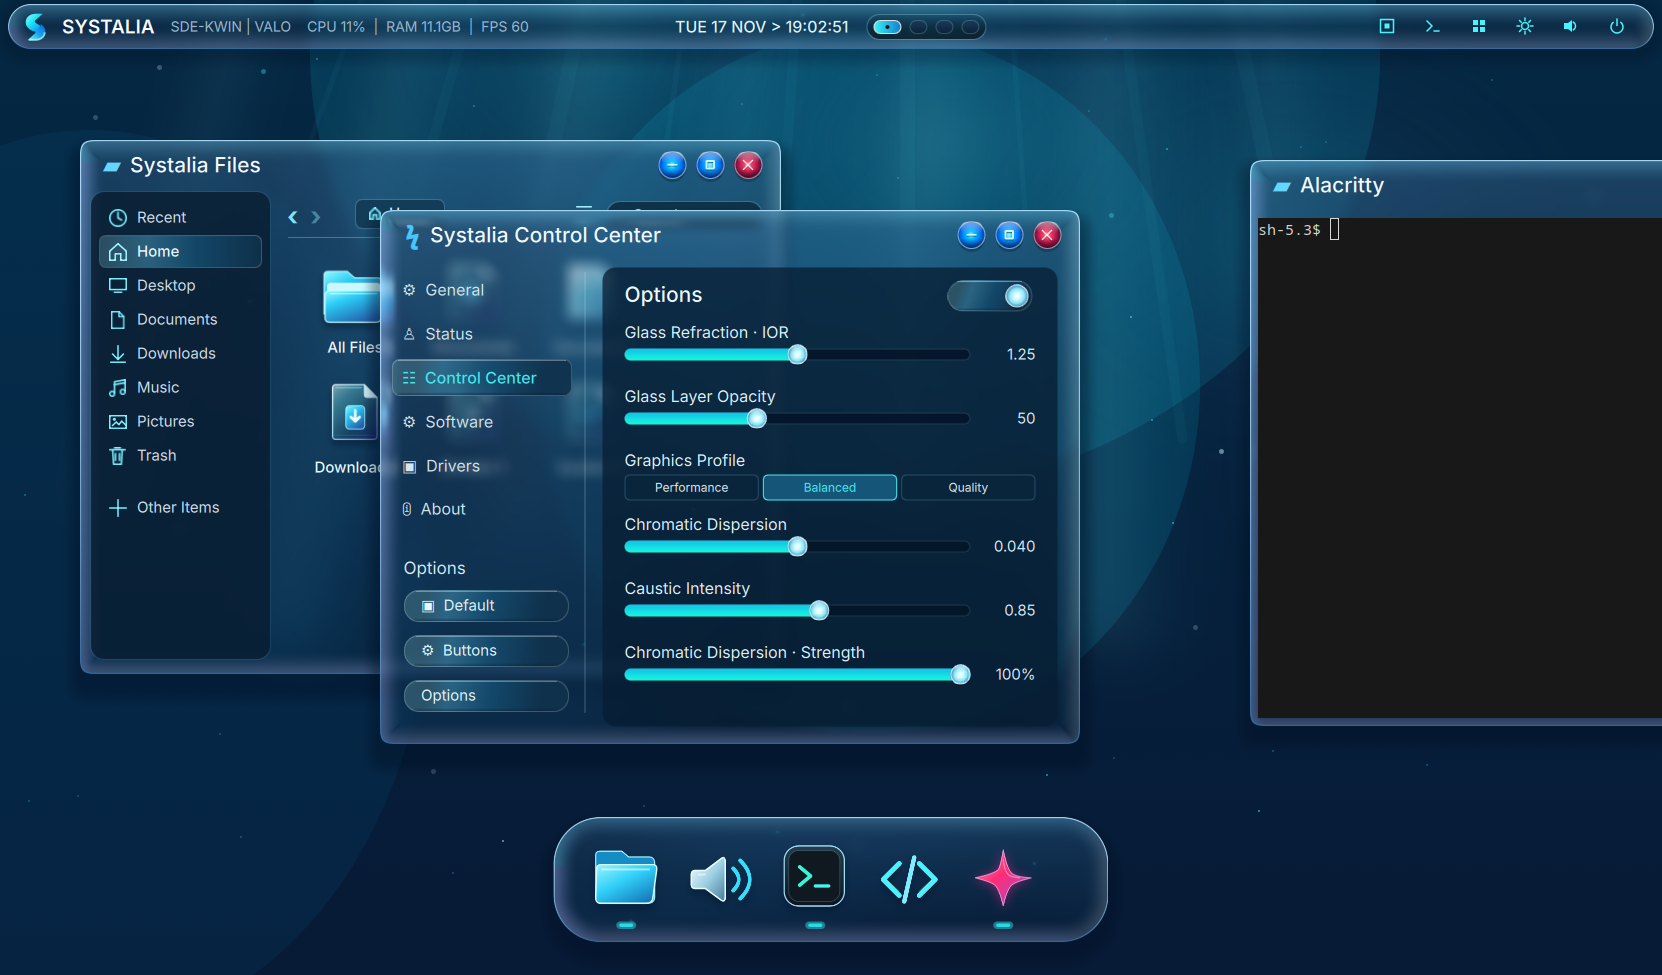 SYSTALIA SDE-KWIN | VALO CPU 11% | RAM 11.1GB | FPS 60 TUE 17 NOV > 19:02:51
Systalia Files
Recent
Home
Desktop
Documents
Downloads
Music
Pictures
Trash
Other Items
All Files
Systalia Control Center
General
Status
Control Center
Software
Drivers
About
Options
Default
Buttons
Options
Options
Glass Refraction · IOR
1.25
Glass Layer Opacity
50
Graphics Profile
Performance Balanced Quality
Chromatic Dispersion
0.040
Caustic Intensity
0.85
Chromatic Dispersion · Strength
100%
Alacritty
sh-5.3$